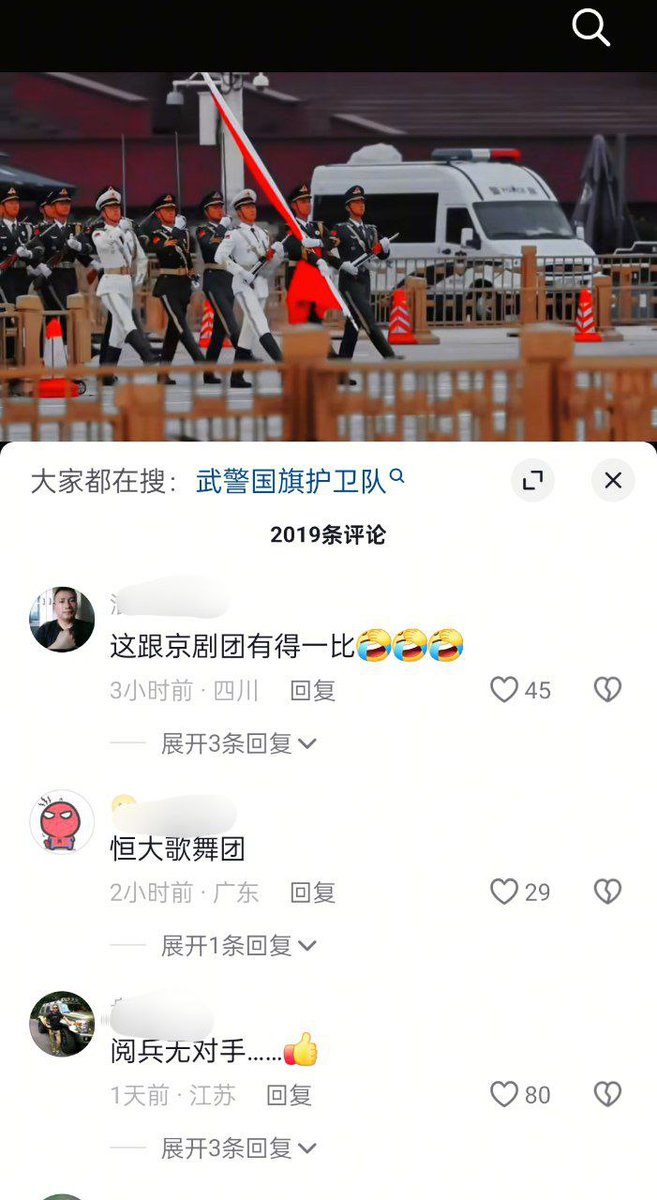 大家都在搜：武警国旗护卫队
2019条评论
这跟京剧团有得一比
3小时前·四川 回复 45
展开3条回复
恒大歌舞团
2小时前·广东 回复 29
展开1条回复
阅兵无对手……
1天前·江苏 回复 80
展开3条回复